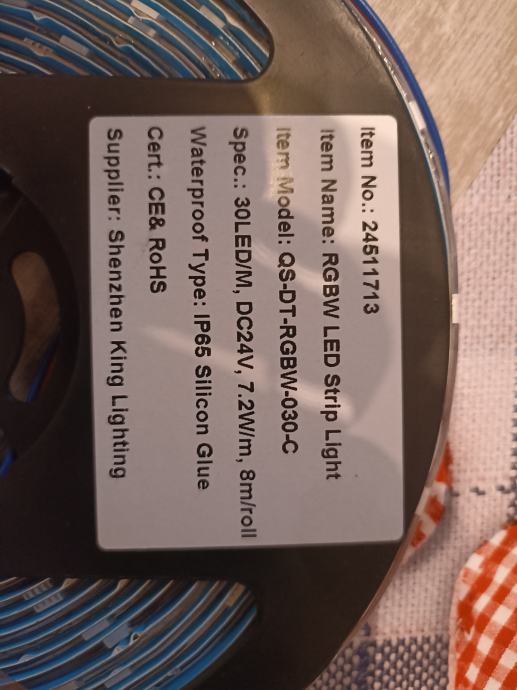 Item No.: 24511713
Item Name: RGBW LED Strip Light
Item Model: QS-DT-RGBW-030-C
Spec.: 30LED/M, DC24V, 7.2W/m, 8m/roll
Waterproof Type: IP65 Silicon Glue
Cert.: CE& RoHS
Supplier: Shenzhen King Lighting